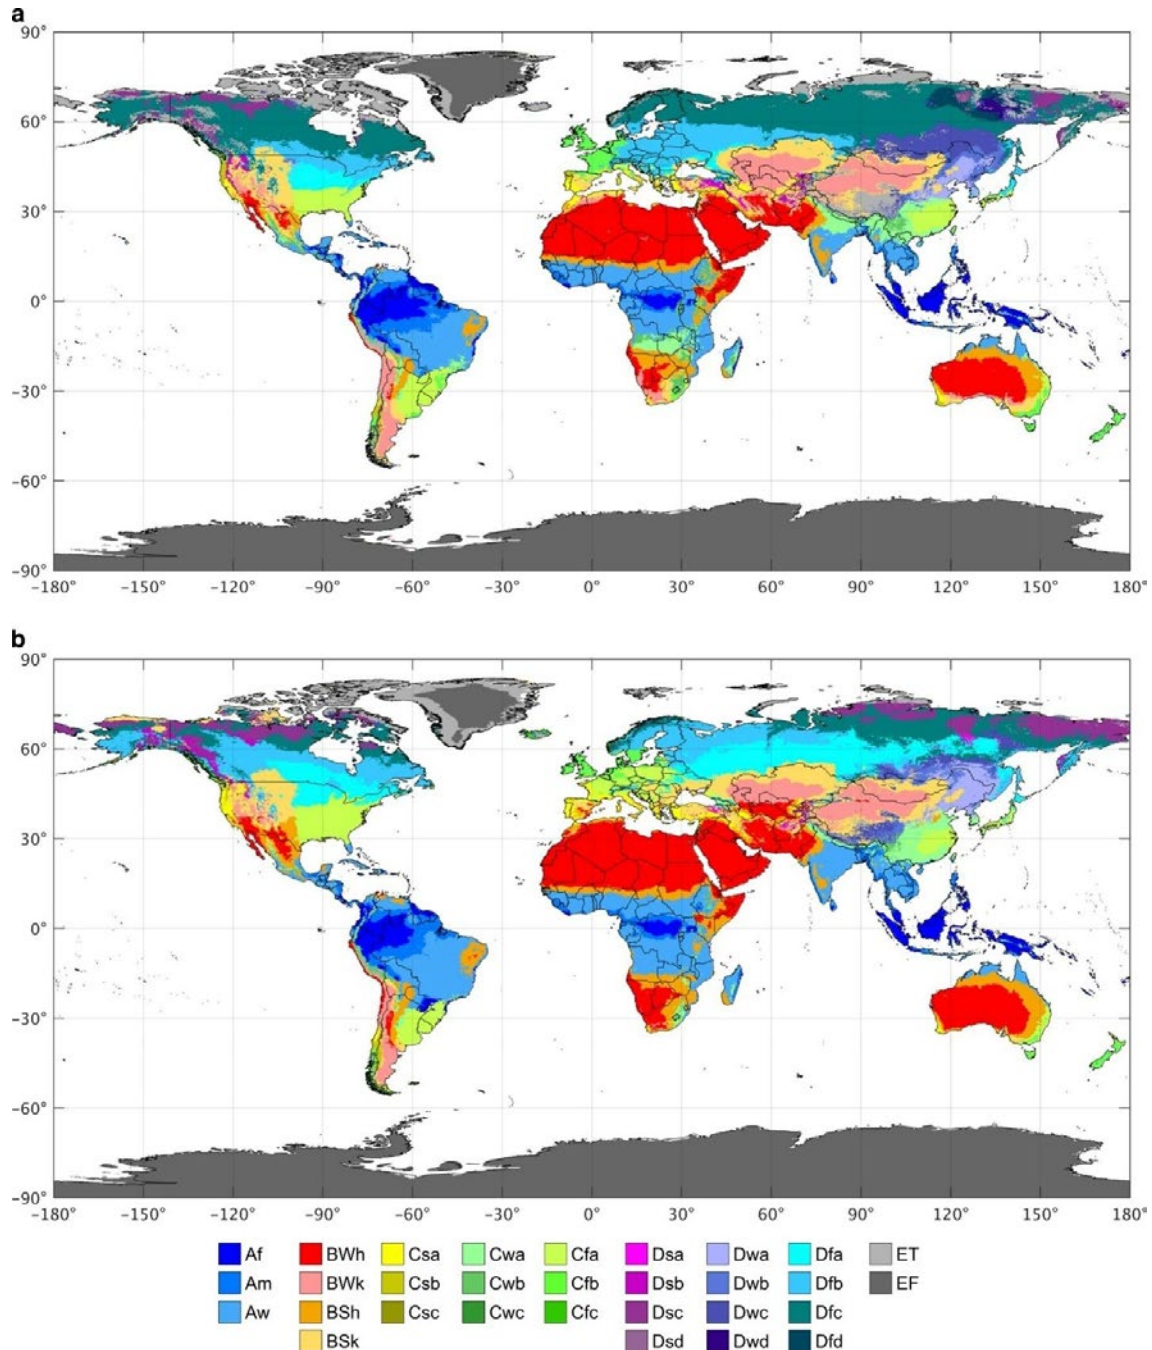 a
90°
60°
30°
0°
−30°
−60°
−90°
−180° −150° −120° −90° −60° −30° 0° 30° 60° 90° 120° 150° 180°
b
90°
60°
30°
0°
−30°
−60°
−90°
−180° −150° −120° −90° −60° −30° 0° 30° 60° 90° 120° 150° 180°
Af BWh Csa Cwa Cfa Dsa Dwa Dfa ET
Am BWk Csb Cwb Cfb Dsb Dwb Dfb EF
Aw BSh Csc Cwc Cfc Dsc Dwc Dfc
BSk Dsd Dwd Dfd